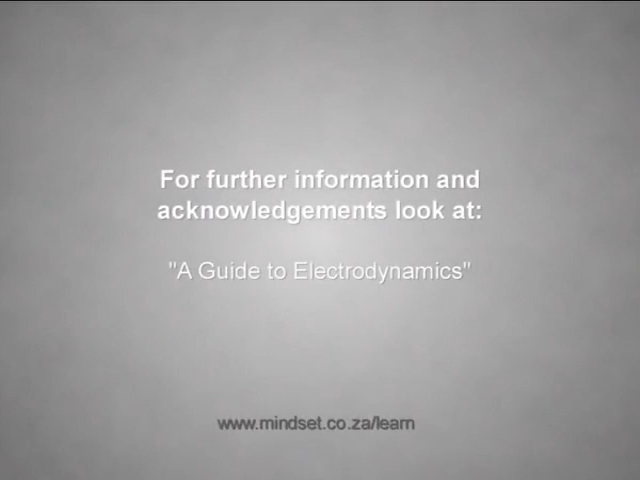 For further information and
acknowledgements look at:
"A Guide to Electrodynamics"
www.mindset.co.za/learn